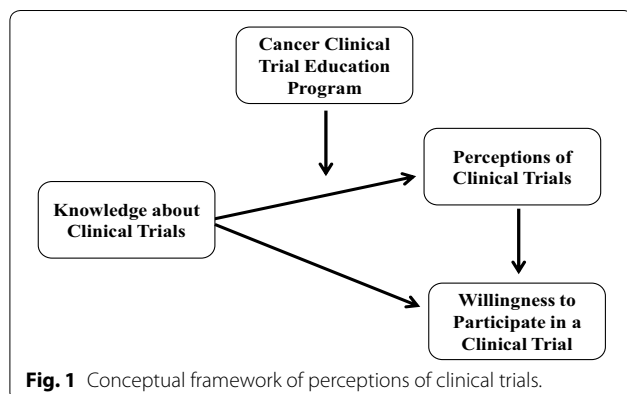 Cancer Clinical
Trial Education
Program
Perceptions of
Clinical Trials
Knowledge about
Clinical Trials
Willingness to
Participate in a
Clinical Trial
Fig. 1 Conceptual framework of perceptions of clinical trials.